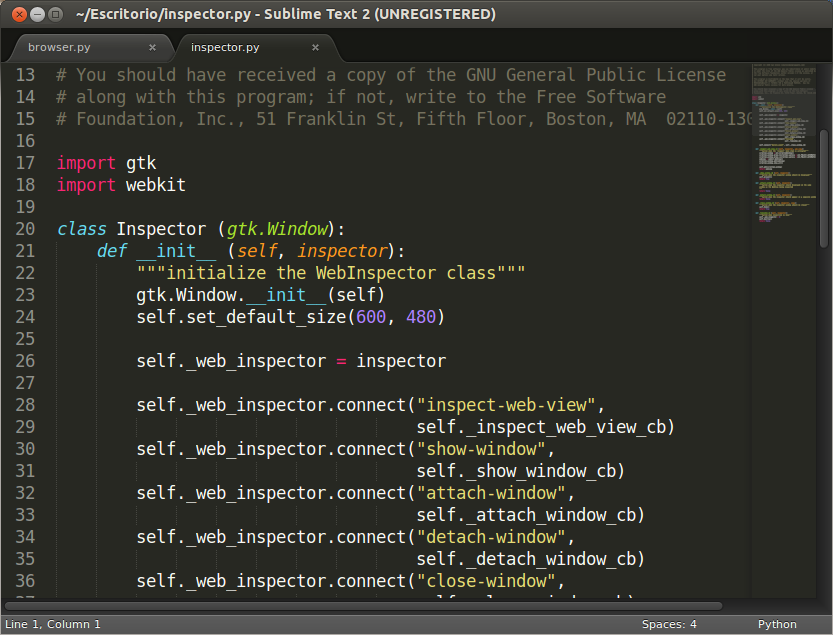 ~/Escritorio/inspector.py - Sublime Text 2 (UNREGISTERED)
browser.py × inspector.py ×
13 # You should have received a copy of the GNU General Public License
14 # along with this program; if not, write to the Free Software
15 # Foundation, Inc., 51 Franklin St, Fifth Floor, Boston, MA  02110-130
16
17 import gtk
18 import webkit
19
20 class Inspector (gtk.Window):
21     def __init__ (self, inspector):
22         """initialize the WebInspector class"""
23         gtk.Window.__init__(self)
24         self.set_default_size(600, 480)
25
26         self._web_inspector = inspector
27
28         self._web_inspector.connect("inspect-web-view",
29                                     self._inspect_web_view_cb)
30         self._web_inspector.connect("show-window",
31                                     self._show_window_cb)
32         self._web_inspector.connect("attach-window",
33                                     self._attach_window_cb)
34         self._web_inspector.connect("detach-window",
35                                     self._detach_window_cb)
36         self._web_inspector.connect("close-window",
Line 1, Column 1 Spaces: 4 Python